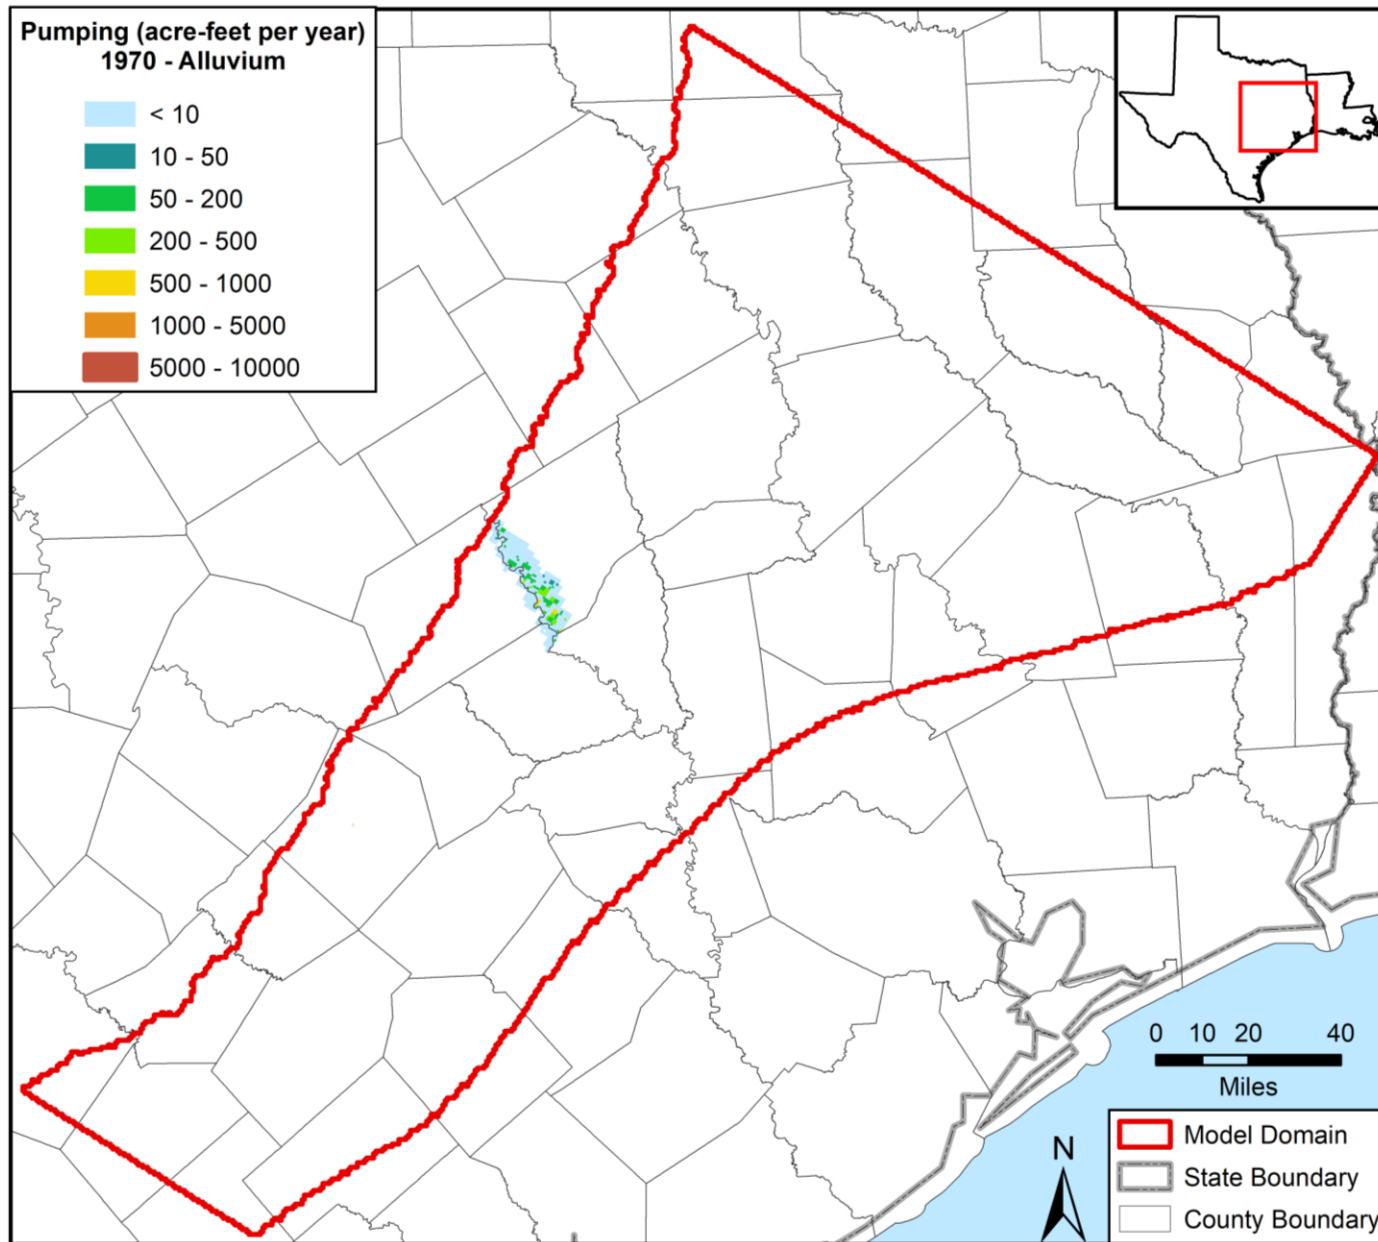 Pumping (acre-feet per year)
1970 - Alluvium
< 10
10 - 50
50 - 200
200 - 500
500 - 1000
1000 - 5000
5000 - 10000
0 10 20 40
Miles
N
Model Domain
State Boundary
County Boundary